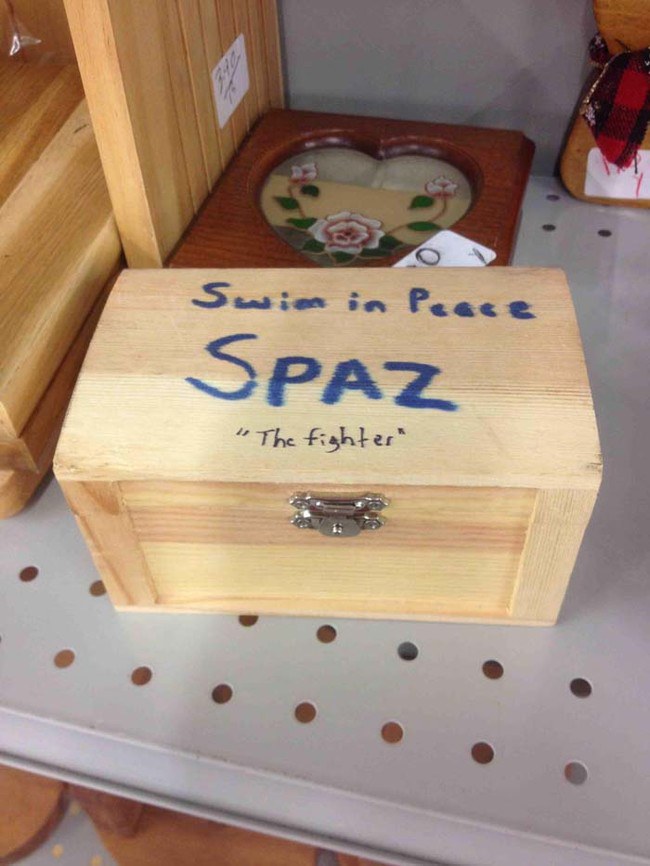 Swim in Peace
SPAZ
"The fighter"